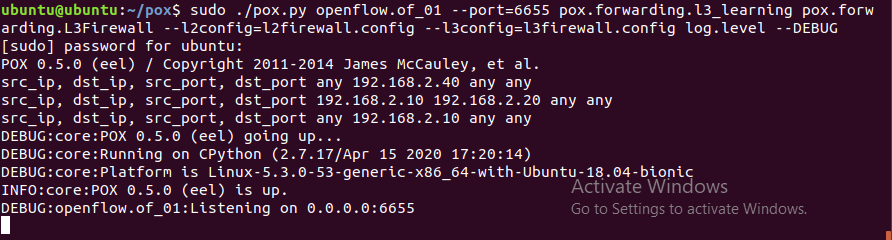 ubuntu@ubuntu:~/pox$ sudo ./pox.py openflow.of_01 --port=6655 pox.forwarding.l3_learning pox.forw
arding.L3Firewall --l2config=l2firewall.config --l3config=l3firewall.config log.level --DEBUG
[sudo] password for ubuntu:
POX 0.5.0 (eel) / Copyright 2011-2014 James McCauley, et al.
src_ip, dst_ip, src_port, dst_port any 192.168.2.40 any any
src_ip, dst_ip, src_port, dst_port 192.168.2.10 192.168.2.20 any any
src_ip, dst_ip, src_port, dst_port any 192.168.2.10 any any
DEBUG:core:POX 0.5.0 (eel) going up...
DEBUG:core:Running on CPython (2.7.17/Apr 15 2020 17:20:14)
DEBUG:core:Platform is Linux-5.3.0-53-generic-x86_64-with-Ubuntu-18.04-bionic
INFO:core:POX 0.5.0 (eel) is up.
DEBUG:openflow.of_01:Listening on 0.0.0.0:6655
Activate Windows
Go to Settings to activate Windows.